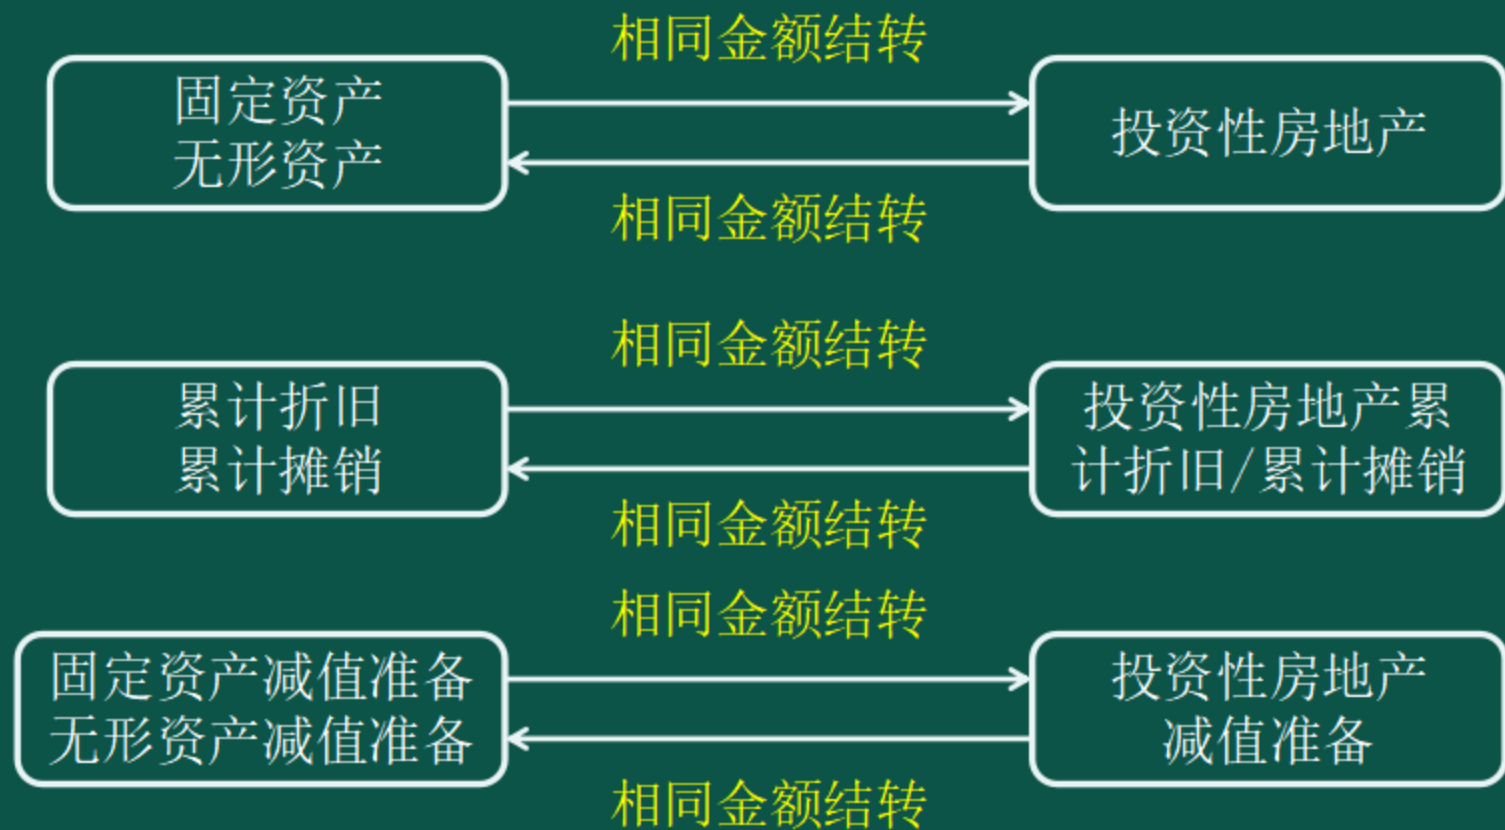 相同金额结转
固定资产
无形资产
投资性房地产
相同金额结转
相同金额结转
累计折旧
累计摊销
投资性房地产累
计折旧/累计摊销
相同金额结转
相同金额结转
固定资产减值准备
无形资产减值准备
投资性房地产
减值准备
相同金额结转